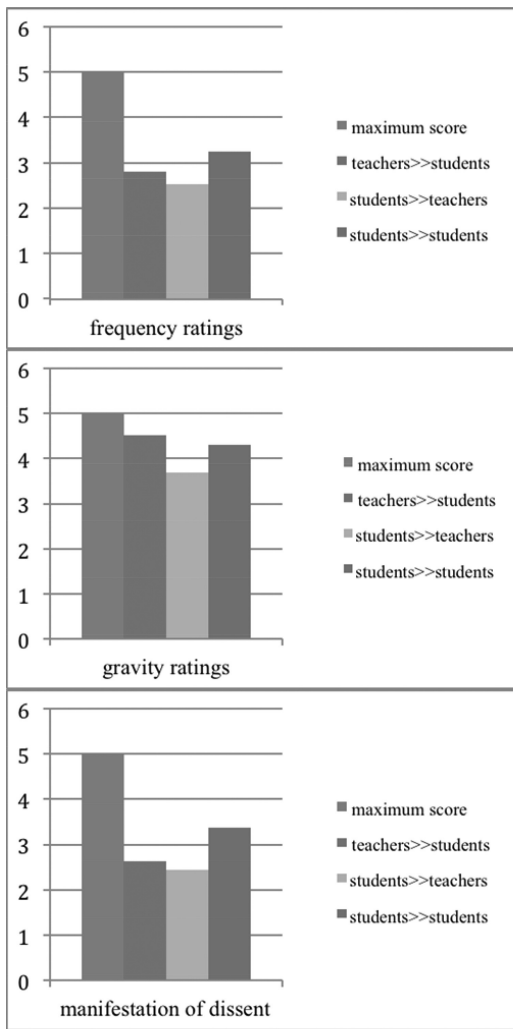 6
5
4
3
2
1
0
frequency ratings
maximum score
teachers>>students
students>>teachers
students>>students
6
5
4
3
2
1
0
gravity ratings
maximum score
teachers>>students
students>>teachers
students>>students
6
5
4
3
2
1
0
manifestation of dissent
maximum score
teachers>>students
students>>teachers
students>>students